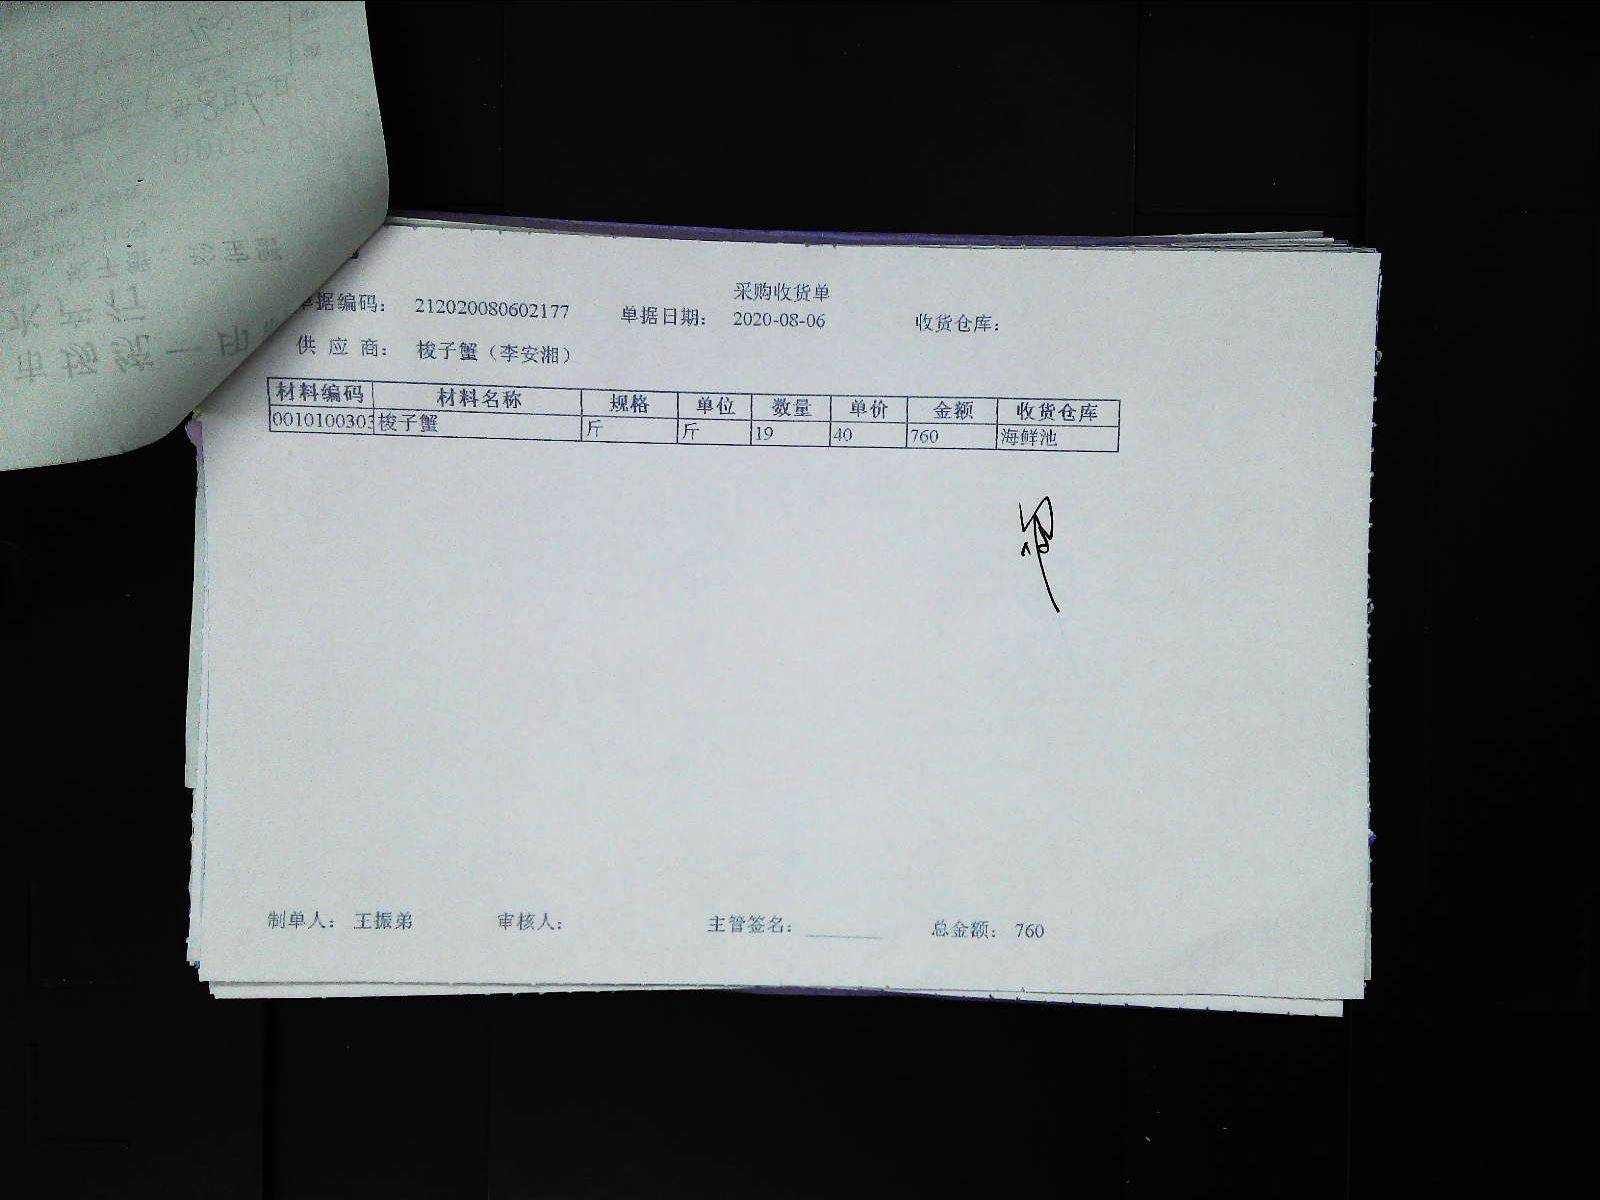 采购收货单
单据编码： 212020080602177 单据日期： 2020-08-06 收货仓库：
供 应 商： 梭子蟹（李安湘）
材料编码 材料名称 规格 单位 数量 单价 金额 收货仓库
0010100303 梭子蟹 斤 斤 19 40 760 海鲜池
制单人： 王振弟 审核人： 主管签名： 总金额： 760